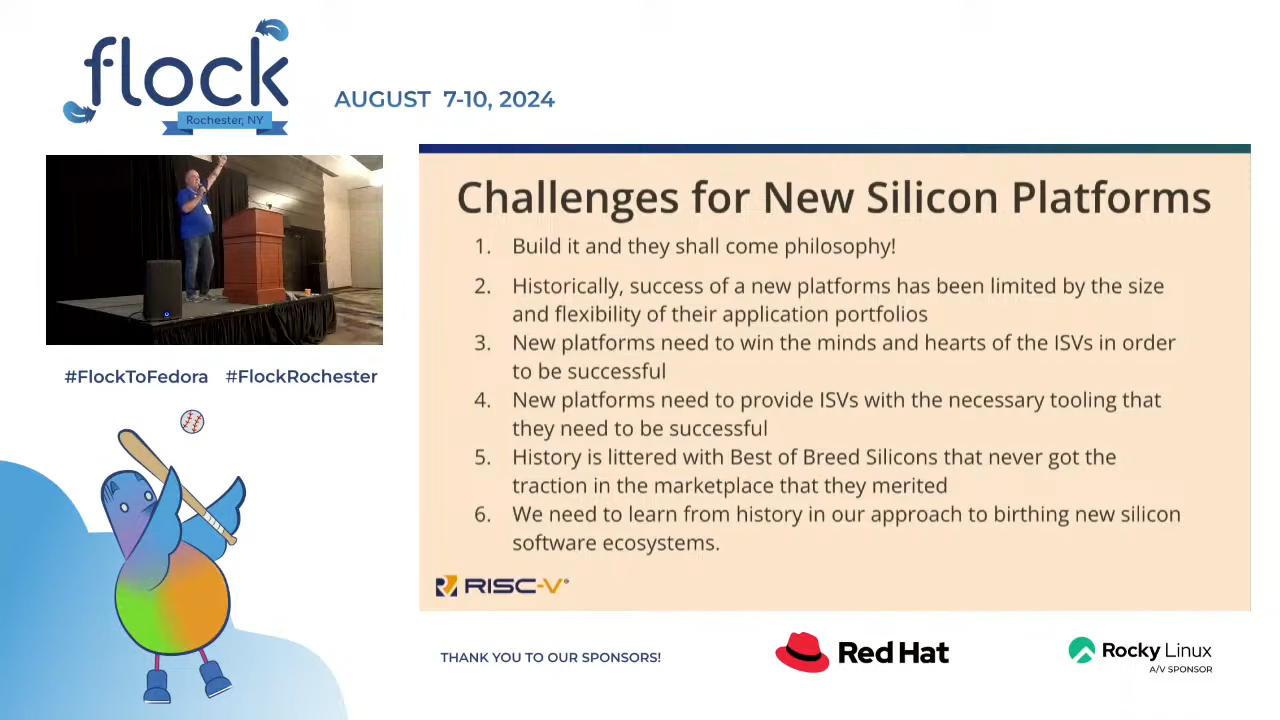 flock
Rochester, NY
AUGUST 7-10, 2024
#FlockToFedora #FlockRochester
Challenges for New Silicon Platforms
1. Build it and they shall come philosophy!
2. Historically, success of a new platforms has been limited by the size
and flexibility of their application portfolios
3. New platforms need to win the minds and hearts of the ISVs in order
to be successful
4. New platforms need to provide ISVs with the necessary tooling that
they need to be successful
5. History is littered with Best of Breed Silicons that never got the
traction in the marketplace that they merited
6. We need to learn from history in our approach to birthing new silicon
software ecosystems.
RISC-V®
THANK YOU TO OUR SPONSORS!
Red Hat
Rocky Linux
A/V SPONSOR